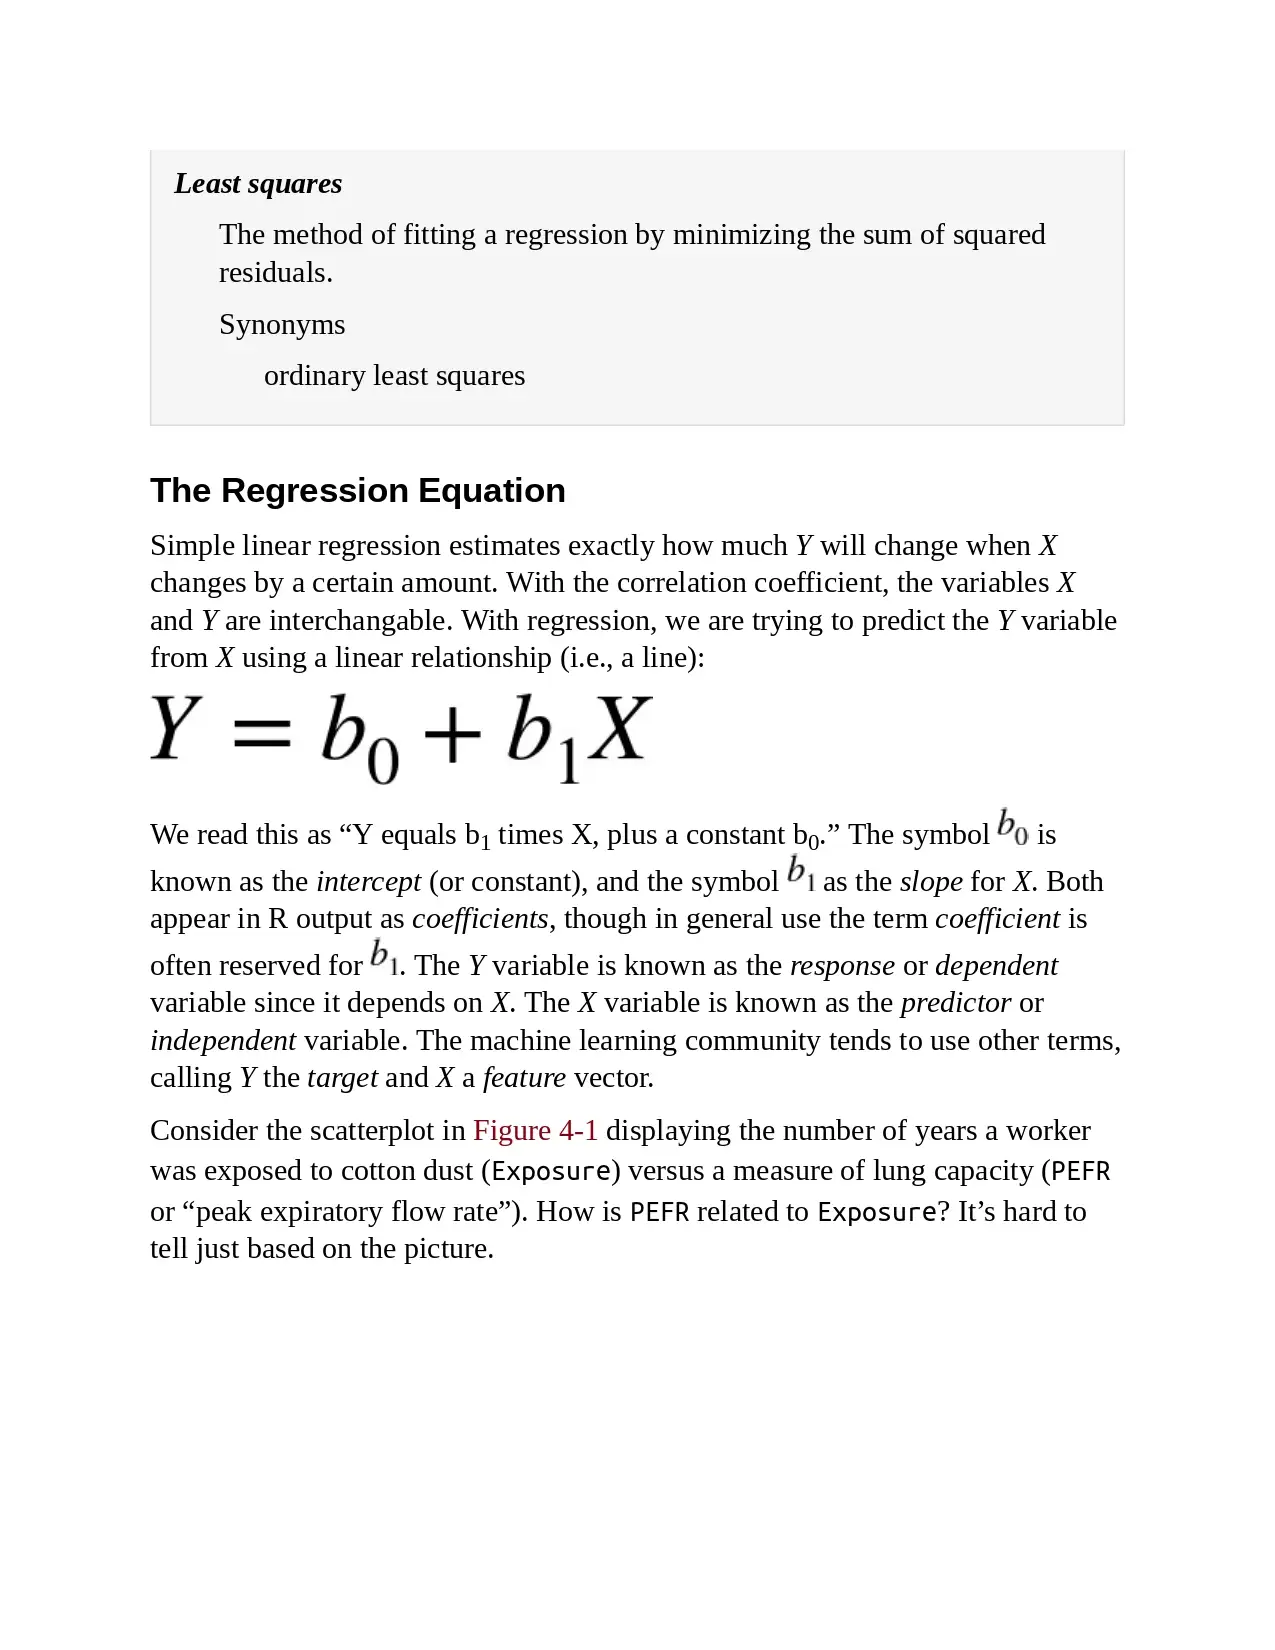 Least squares
The method of fitting a regression by minimizing the sum of squared
residuals.
Synonyms
ordinary least squares
The Regression Equation
Simple linear regression estimates exactly how much Y will change when X
changes by a certain amount. With the correlation coefficient, the variables X
and Y are interchangable. With regression, we are trying to predict the Y variable
from X using a linear relationship (i.e., a line):
Y = b₀ + b₁X
We read this as “Y equals b₁ times X, plus a constant b₀.” The symbol b₀ is
known as the intercept (or constant), and the symbol b₁ as the slope for X. Both
appear in R output as coefficients, though in general use the term coefficient is
often reserved for b₁. The Y variable is known as the response or dependent
variable since it depends on X. The X variable is known as the predictor or
independent variable. The machine learning community tends to use other terms,
calling Y the target and X a feature vector.
Consider the scatterplot in Figure 4-1 displaying the number of years a worker
was exposed to cotton dust (Exposure) versus a measure of lung capacity (PEFR
or “peak expiratory flow rate”). How is PEFR related to Exposure? It’s hard to
tell just based on the picture.